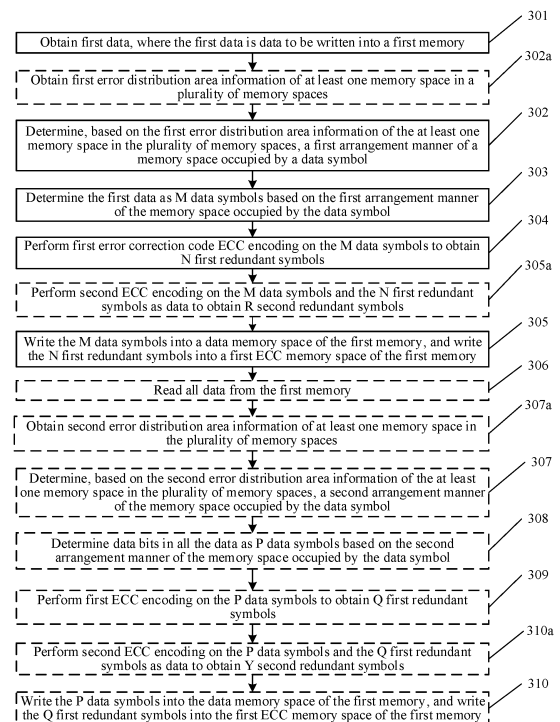 301
Obtain first data, where the first data is data to be written into a first memory
302a
Obtain first error distribution area information of at least one memory space in a
plurality of memory spaces
302
Determine, based on the first error distribution area information of the at least one
memory space in the plurality of memory spaces, a first arrangement manner of a
memory space occupied by a data symbol
303
Determine the first data as M data symbols based on the first arrangement manner
of the memory space occupied by the data symbol
304
Perform first error correction code ECC encoding on the M data symbols to obtain
N first redundant symbols
305a
Perform second ECC encoding on the M data symbols and the N first redundant
symbols as data to obtain R second redundant symbols
305
Write the M data symbols into a data memory space of the first memory, and write
the N first redundant symbols into a first ECC memory space of the first memory
306
Read all data from the first memory
307a
Obtain second error distribution area information of at least one memory space in
the plurality of memory spaces
307
Determine, based on the second error distribution area information of the at least
one memory space in the plurality of memory spaces, a second arrangement manner
of the memory space occupied by the data symbol
308
Determine data bits in all the data as P data symbols based on the second
arrangement manner of the memory space occupied by the data symbol
309
Perform first ECC encoding on the P data symbols to obtain Q first redundant
symbols
310a
Perform second ECC encoding on the P data symbols and the Q first redundant
symbols as data to obtain Y second redundant symbols
310
Write the P data symbols into the data memory space of the first memory, and write
the Q first redundant symbols into the first ECC memory space of the first memory